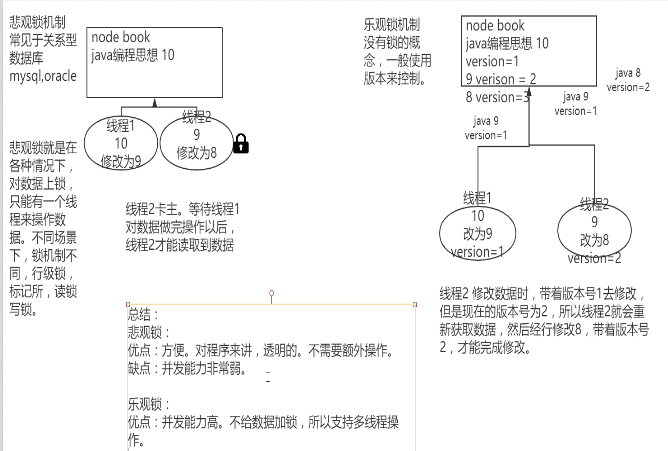 悲观锁机制
常见于关系型
数据库
mysql,oracle
node book
java编程思想 10
线程1
10
修改为9
线程2
9
修改为8
悲观锁就是在
各种情况下，
对数据上锁，
只能有一个线
程来操作数
据。不同场景
下，锁机制不
同，行级锁，
标记所，读锁
写锁。
线程2卡主。等待线程1
对数据做完操作以后，
线程2才能读取到数据
乐观锁机制
没有锁的概
念，一般使用
版本来控制。
node book
java编程思想 10
version=1
9 verison = 2
8 version=3
java 8
version=2
java 9
version=1
java 9
version=1
线程1
10
改为9
version=1
线程2
9
改为8
version=2
线程2 修改数据时，带着版本号1去修改，
但是现在的版本号为2，所以线程2就会重
新获取数据，然后经行修改8，带着版本号
2，才能完成修改。
总结：
悲观锁：
优点：方便。对程序来讲，透明的。不需要额外操作。
缺点：并发能力非常弱。
乐观锁：
优点：并发能力高。不给数据加锁，所以支持多线程操
作。